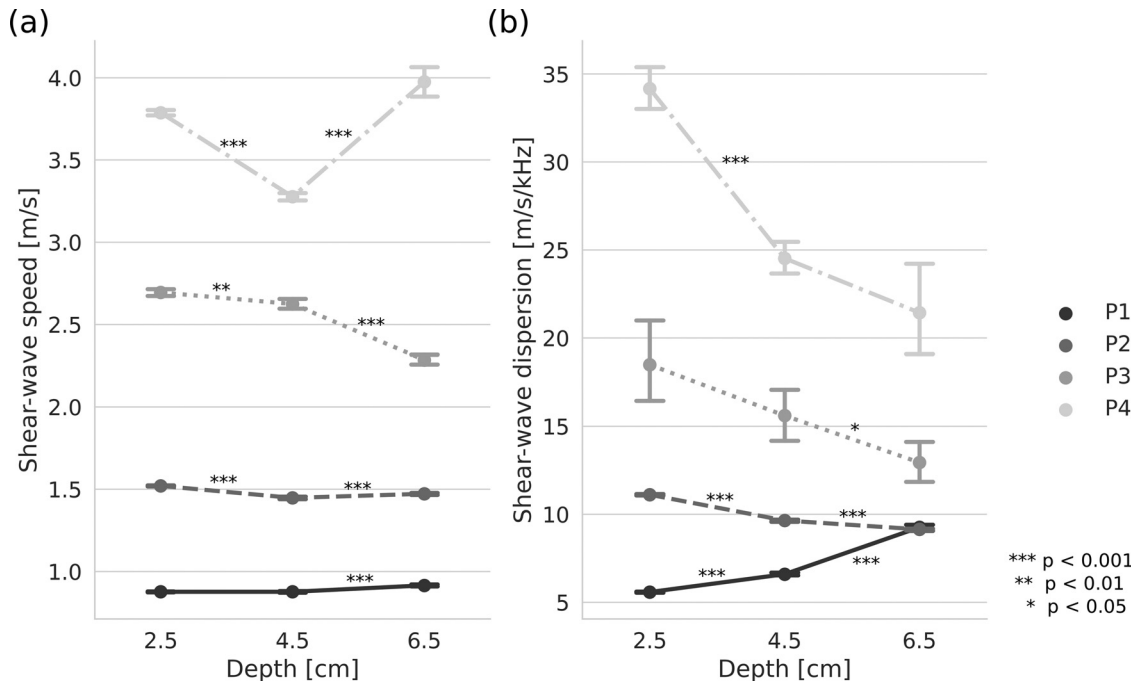 (a)
Shear-wave speed [m/s]
4.0
3.5
3.0
2.5
2.0
1.5
1.0
***
***
**
***
***
***
***
2.5 4.5 6.5
Depth [cm]
(b)
Shear-wave dispersion [m/s/kHz]
35
30
25
20
15
10
5
***
*
***
***
***
***
2.5 4.5 6.5
Depth [cm]
P1
P2
P3
P4
*** p < 0.001
** p < 0.01
* p < 0.05